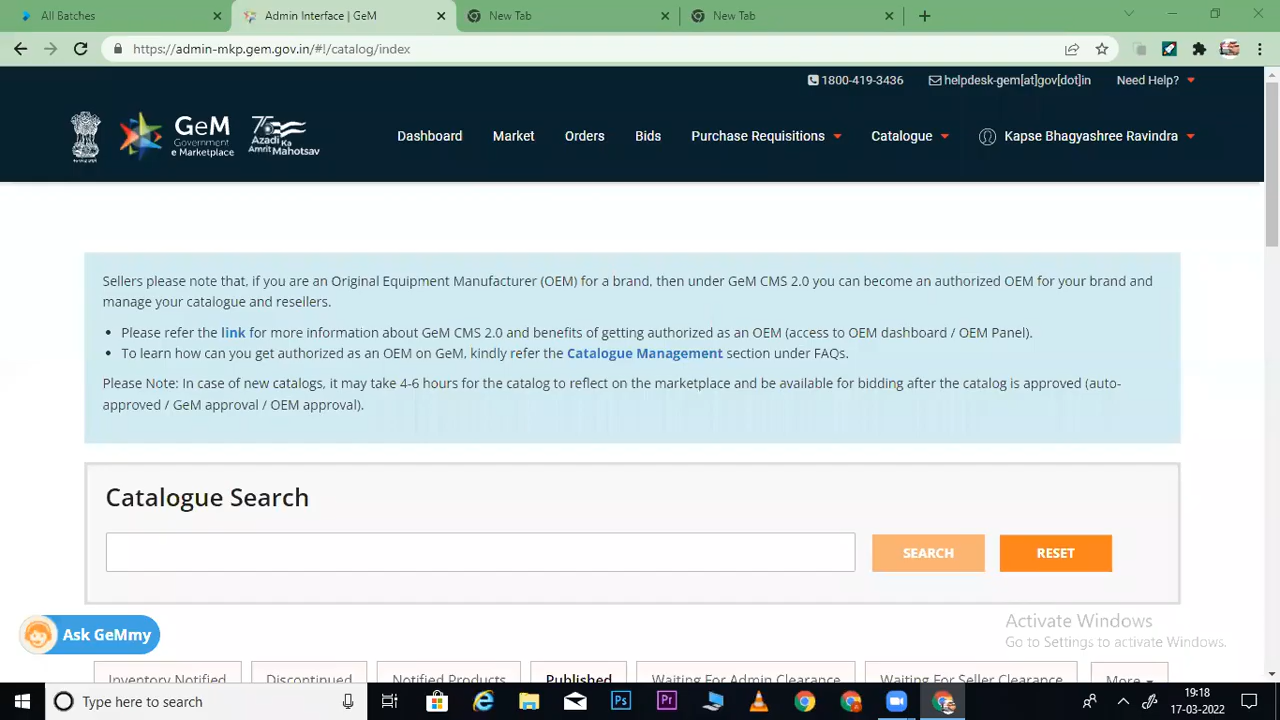 All Batches
Admin Interface | GeM
New Tab
New Tab
https://admin-mkp.gem.gov.in/#!/catalog/index
1800-419-3436
helpdesk-gem[at]gov[dot]in
Need Help?
GeM
Government
e Marketplace
75
Azadi Ka
Amrit Mahotsav
Dashboard
Market
Orders
Bids
Purchase Requisitions
Catalogue
Kapse Bhagyashree Ravindra
Sellers please note that, if you are an Original Equipment Manufacturer (OEM) for a brand, then under GeM CMS 2.0 you can become an authorized OEM for your brand and
manage your catalogue and resellers.
• Please refer the link for more information about GeM CMS 2.0 and benefits of getting authorized as an OEM (access to OEM dashboard / OEM Panel).
• To learn how can you get authorized as an OEM on GeM, kindly refer the Catalogue Management section under FAQs.
Please Note: In case of new catalogs, it may take 4-6 hours for the catalog to reflect on the marketplace and be available for bidding after the catalog is approved (auto-
approved / GeM approval / OEM approval).
Catalogue Search
SEARCH
RESET
Ask GeMmy
Activate Windows
Go to Settings to activate Windows.
Inventory Notified
Discontinued
Notified Products
Published
Waiting For Admin Clearance
Waiting For Seller Clearance
More
Type here to search
Ps
Pr
19:18
17-03-2022